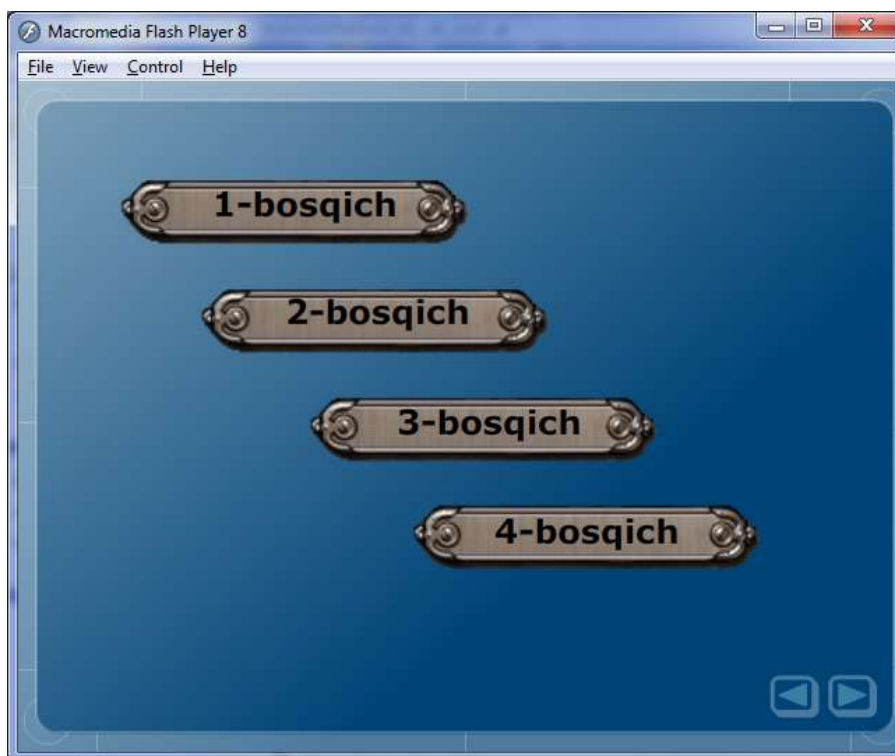 Macromedia Flash Player 8
File View Control Help
1-bosqich
2-bosqich
3-bosqich
4-bosqich